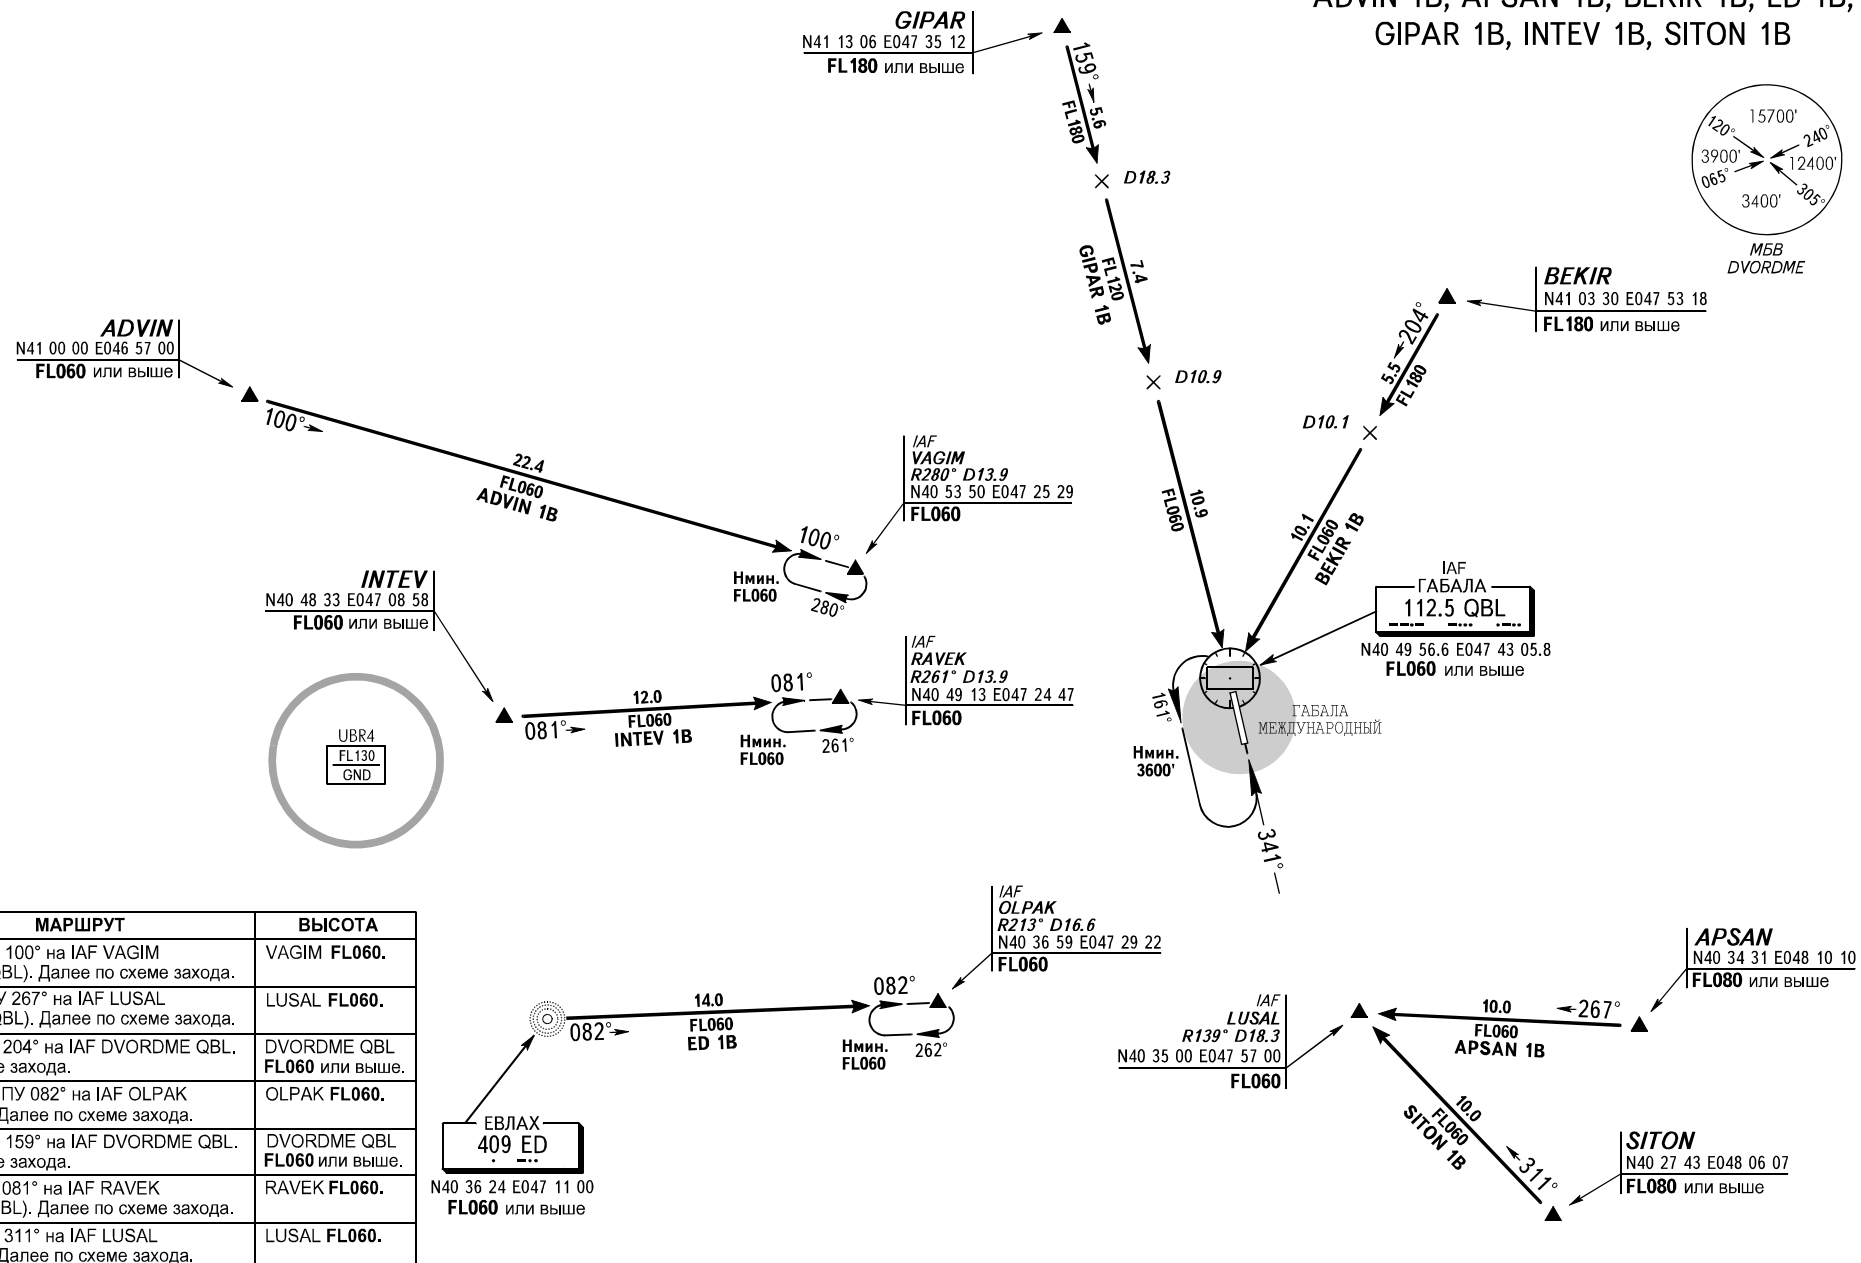 ADVIN 1B, APSAN 1B, BEKIR 1B, ED 1B,
GIPAR 1B, INTEV 1B, SITON 1B
GIPAR
N41 13 06 E047 35 12
FL180 или выше
159°
5.6
FL180
D18.3
7.4
FL120
GIPAR 1B
D10.9
10.9
FL060
15700'
120°
240°
3900'
12400'
065°
305°
3400'
МБВ
DVORDME
BEKIR
N41 03 30 E047 53 18
FL180 или выше
204°
5.5
FL180
D10.1
10.1
FL060
BEKIR 1B
ADVIN
N41 00 00 E046 57 00
FL060 или выше
100°
22.4
FL060
ADVIN 1B
IAF
VAGIM
R280° D13.9
N40 53 50 E047 25 29
FL060
100°
Нмин.
FL060
280°
INTEV
N40 48 33 E047 08 58
FL060 или выше
081°
12.0
FL060
INTEV 1B
IAF
RAVEK
R261° D13.9
N40 49 13 E047 24 47
FL060
081°
Нмин.
FL060
261°
IAF
ГАБАЛА
112.5 QBL
N40 49 56.6 E047 43 05.8
FL060 или выше
161°
ГАБАЛА
МЕЖДУНАРОДНЫЙ
Нмин.
3600'
341°
UBR4
FL130
GND
IAF
OLPAK
R213° D16.6
N40 36 59 E047 29 22
FL060
082°
14.0
FL060
ED 1B
082°
Нмин.
FL060
262°
ЕВЛАХ
409 ED
N40 36 24 E047 11 00
FL060 или выше
IAF
LUSAL
R139° D18.3
N40 35 00 E047 57 00
FL060
APSAN
N40 34 31 E048 10 10
FL080 или выше
267°
10.0
FL060
APSAN 1B
10.0
FL060
SITON 1B
311°
SITON
N40 27 43 E048 06 07
FL080 или выше
МАРШРУТ ВЫСОТА
100° на IAF VAGIM VAGIM FL060.
QBL). Далее по схеме захода.
У 267° на IAF LUSAL LUSAL FL060.
QBL). Далее по схеме захода.
204° на IAF DVORDME QBL. DVORDME QBL
е захода. FL060 или выше.
ПУ 082° на IAF OLPAK OLPAK FL060.
Далее по схеме захода.
159° на IAF DVORDME QBL. DVORDME QBL
е захода. FL060 или выше.
081° на IAF RAVEK RAVEK FL060.
BL). Далее по схеме захода.
311° на IAF LUSAL LUSAL FL060.
Далее по схеме захода.